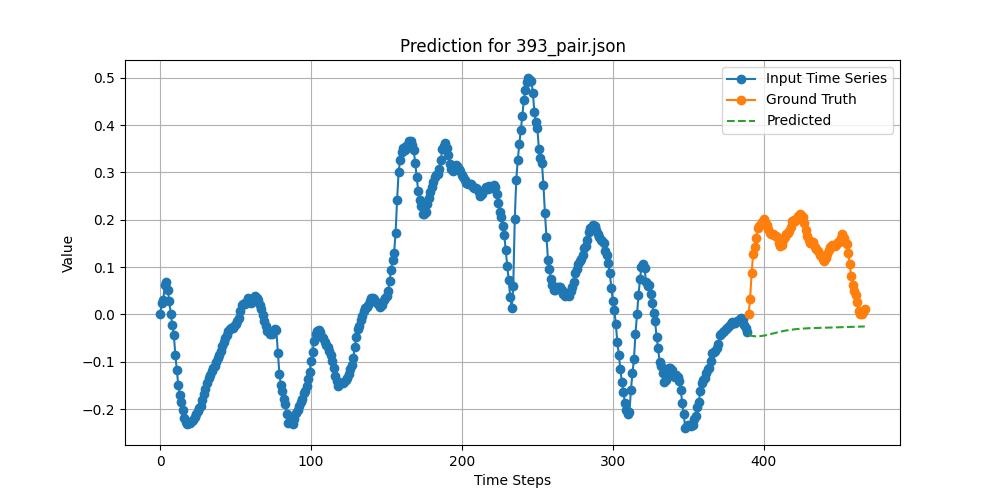 Prediction for 393_pair.json
Input Time Series
Ground Truth
Predicted
Value
0.5
0.4
0.3
0.2
0.1
0.0
−0.1
−0.2
0
100
200
300
400
Time Steps